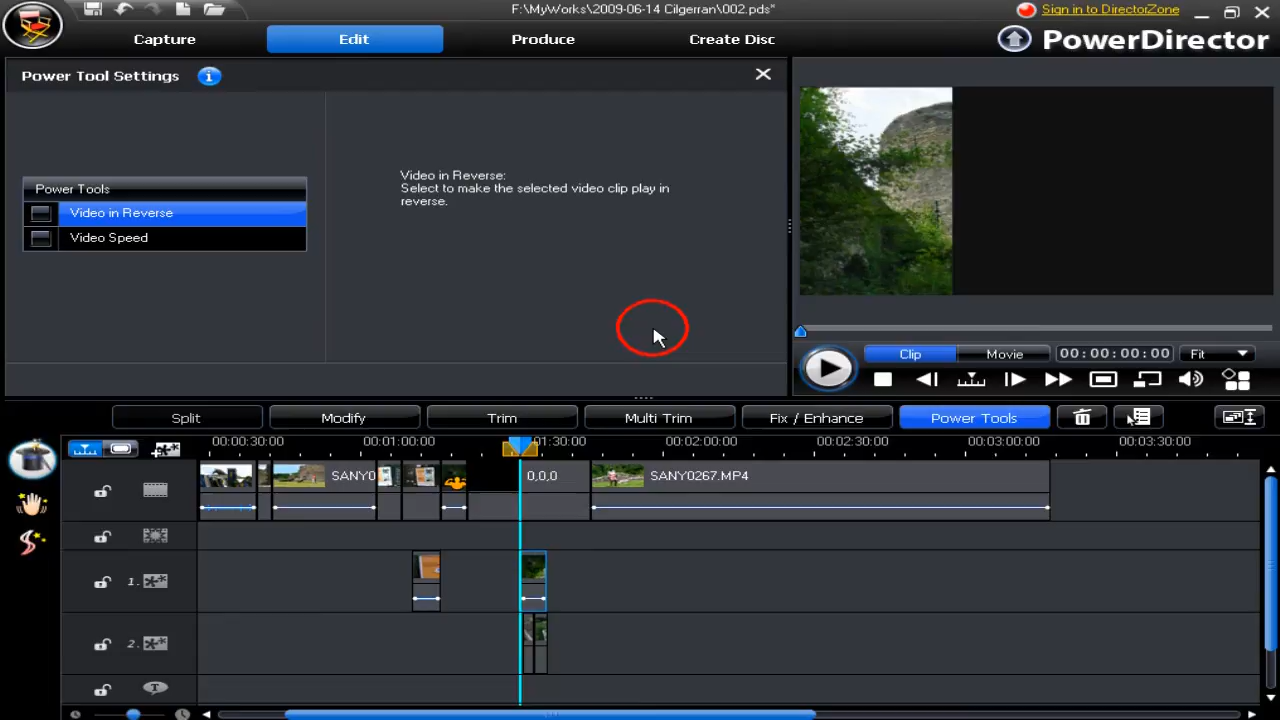 F:\MyWorks\2009-06-14 Cilgerran\002.pds*
Sign in to DirectorZone
Capture
Edit
Produce
Create Disc
PowerDirector
Power Tool Settings
Power Tools
Video in Reverse
Video Speed
Video in Reverse:
Select to make the selected video clip play in
reverse.
Clip
Movie
00:00:00:00
Fit
Split
Modify
Trim
Multi Trim
Fix / Enhance
Power Tools
00:00:30:00
00:01:00:00
01:30:00
00:02:00:00
00:02:30:00
00:03:00:00
00:03:30:00
SANY0
0,0,0
SANY0267.MP4
1.
2.
T